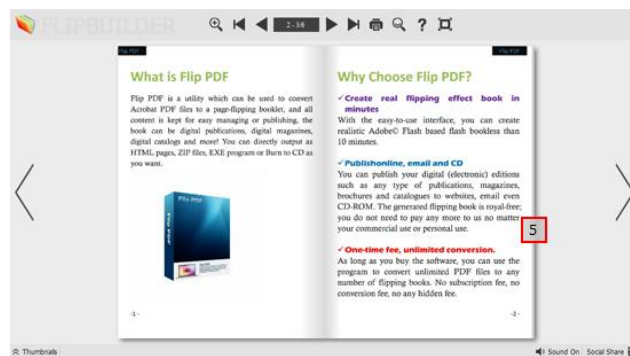 FLIPBUILDER
2-3/6
Flip PDF
Flip PDF
What is Flip PDF
Flip PDF is a utility which can be used to convert
Acrobat PDF files to a page-flipping booklet, and all
content is kept for easy managing or publishing, the
book can be digital publications, digital magazines,
digital catalogs and more! You can directly output as
HTML pages, ZIP files, EXE program or Burn to CD as
you want.
Flip PDF
Flip PDF
-1-
Why Choose Flip PDF?
✓Create real flipping effect book in
minutes
With the easy-to-use interface, you can create
realistic Adobe© Flash based flash bookless than
10 minutes.
✓Publishonline, email and CD
You can publish your digital (electronic) editions
such as any type of publications, magazines,
brochures and catalogues to websites, email even
CD-ROM. The generated flipping book is royal-free;
you do not need to pay any more to us no matter
your commercial use or personal use.
5
✓One-time fee, unlimited conversion.
As long as you buy the software, you can use the
program to convert unlimited PDF files to any
number of flipping books. No subscription fee, no
conversion fee, no any hidden fee.
-2-
Thumbnails
Sound On Social Share